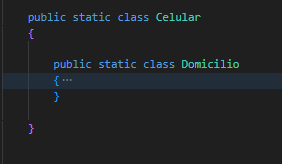 public static class Celular
{
public static class Domicilio
{ ···
}
}